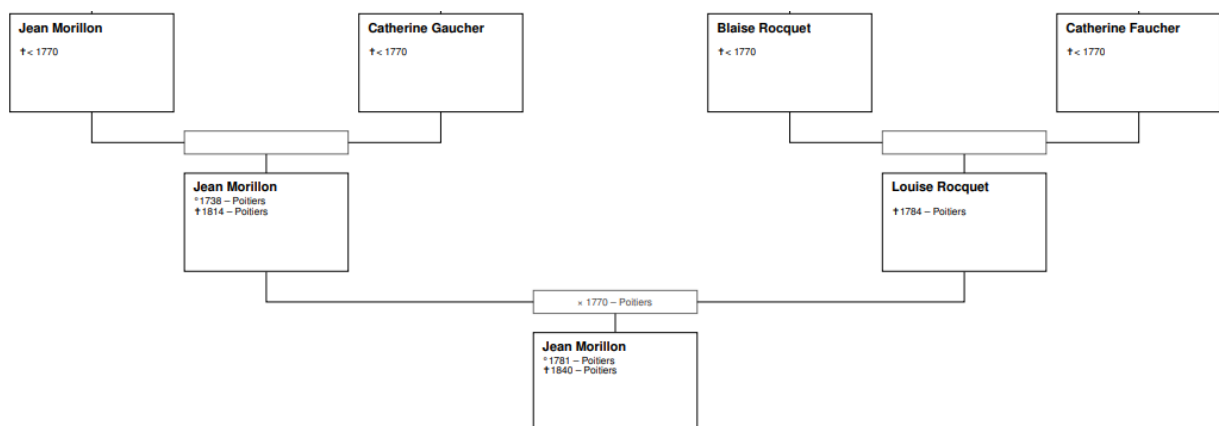 Jean Morillon
✝< 1770
Catherine Gaucher
✝< 1770
Blaise Rocquet
✝< 1770
Catherine Faucher
✝< 1770
Jean Morillon
°1738 – Poitiers
✝1814 – Poitiers
Louise Rocquet
✝1784 – Poitiers
× 1770 – Poitiers
Jean Morillon
°1781 – Poitiers
✝1840 – Poitiers